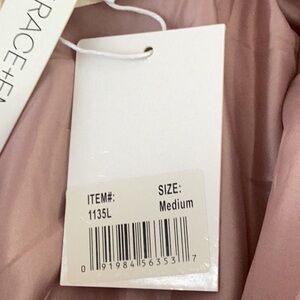 RACE+E
ITEM#: SIZE:
1135L Medium
0 91984 56353 7